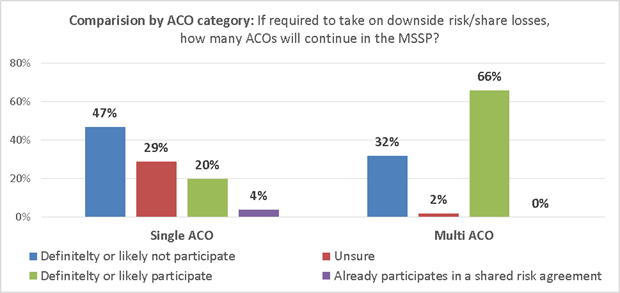 Comparision by ACO category: If required to take on downside risk/share losses,
how many ACOs will continue in the MSSP?
80%
60%
40%
20%
0%
47%
29%
20%
4%
32%
2%
66%
0%
Single ACO
Multi ACO
Definitelty or likely not participate
Unsure
Definitelty or likely participate
Already participates in a shared risk agreement